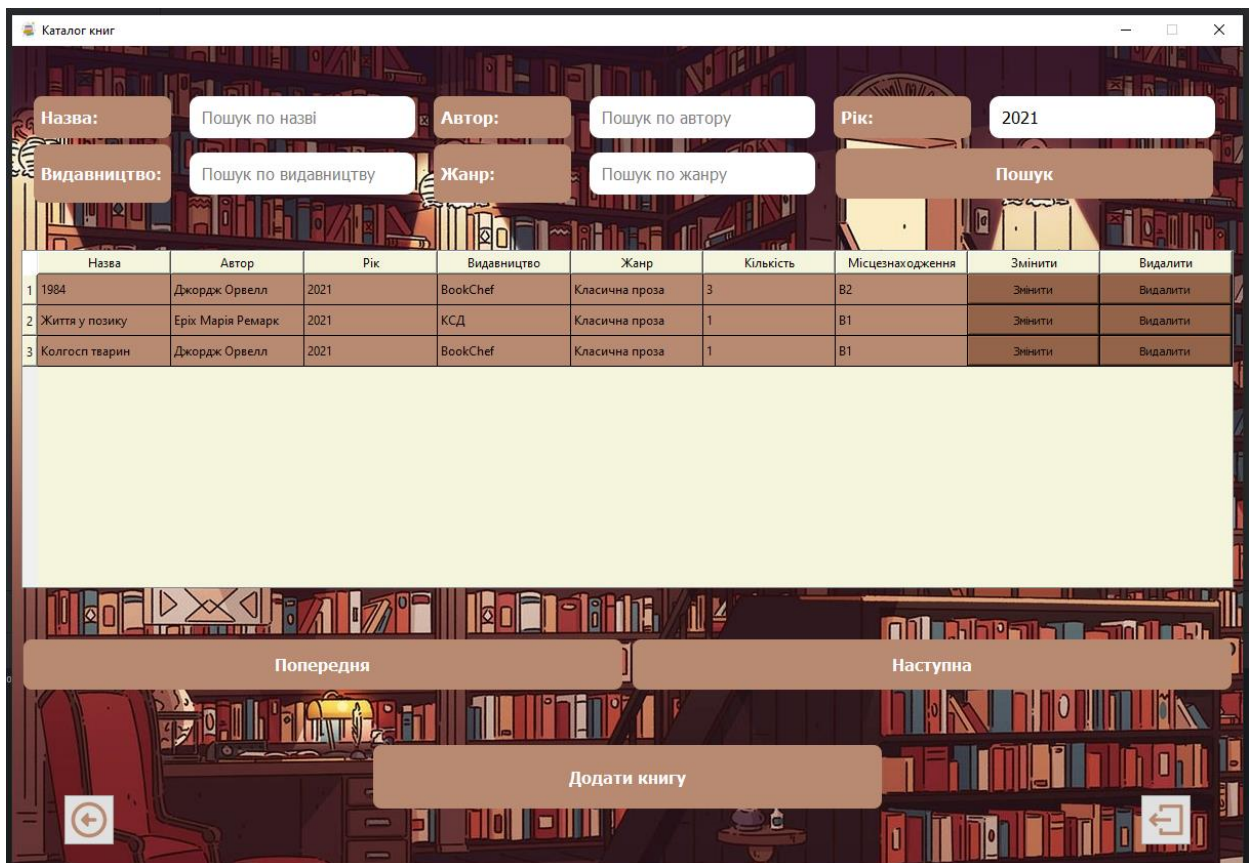 Каталог книг
Назва: Пошук по назві Автор: Пошук по автору Рік: 2021
Видавництво: Пошук по видавництву Жанр: Пошук по жанру Пошук
Назва Автор Рік Видавництво Жанр Кількість Місцезнаходження Змінити Видалити
1 1984 Джордж Орвелл 2021 BookChef Класична проза 3 B2 Змінити Видалити
2 Життя у позику Еріх Марія Ремарк 2021 КСД Класична проза 1 B1 Змінити Видалити
3 Колгосп тварин Джордж Орвелл 2021 BookChef Класична проза 1 B1 Змінити Видалити
Попередня Наступна
Додати книгу